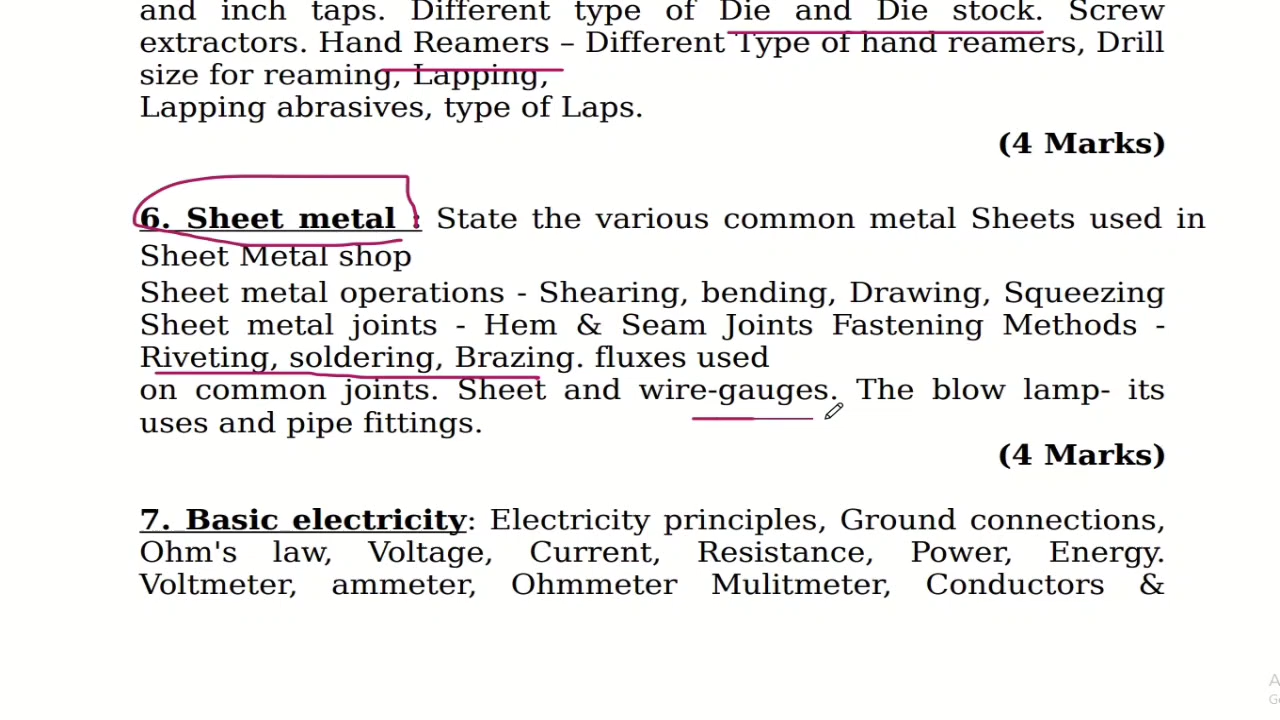 and inch taps. Different type of Die and Die stock. Screw
extractors. Hand Reamers – Different Type of hand reamers, Drill
size for reaming, Lapping,
Lapping abrasives, type of Laps.
(4 Marks)
6. Sheet metal : State the various common metal Sheets used in
Sheet Metal shop
Sheet metal operations - Shearing, bending, Drawing, Squeezing
Sheet metal joints - Hem & Seam Joints Fastening Methods -
Riveting, soldering, Brazing. fluxes used
on common joints. Sheet and wire-gauges. The blow lamp- its
uses and pipe fittings.
(4 Marks)
7. Basic electricity: Electricity principles, Ground connections,
Ohm's law, Voltage, Current, Resistance, Power, Energy.
Voltmeter, ammeter, Ohmmeter Mulitmeter, Conductors &